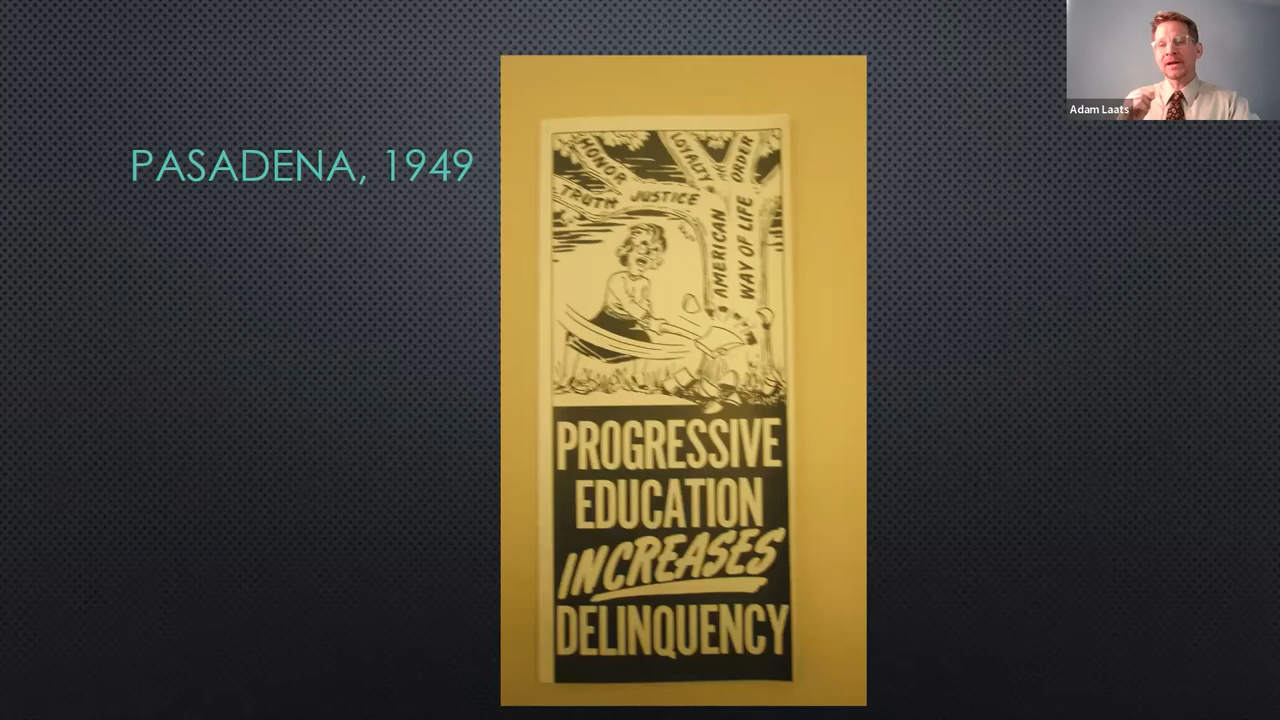 PASADENA, 1949
HONOR
LOYALTY
ORDER
TRUTH
JUSTICE
AMERICAN
WAY OF LIFE
PROGRESSIVE
EDUCATION
INCREASES
DELINQUENCY
Adam Laats